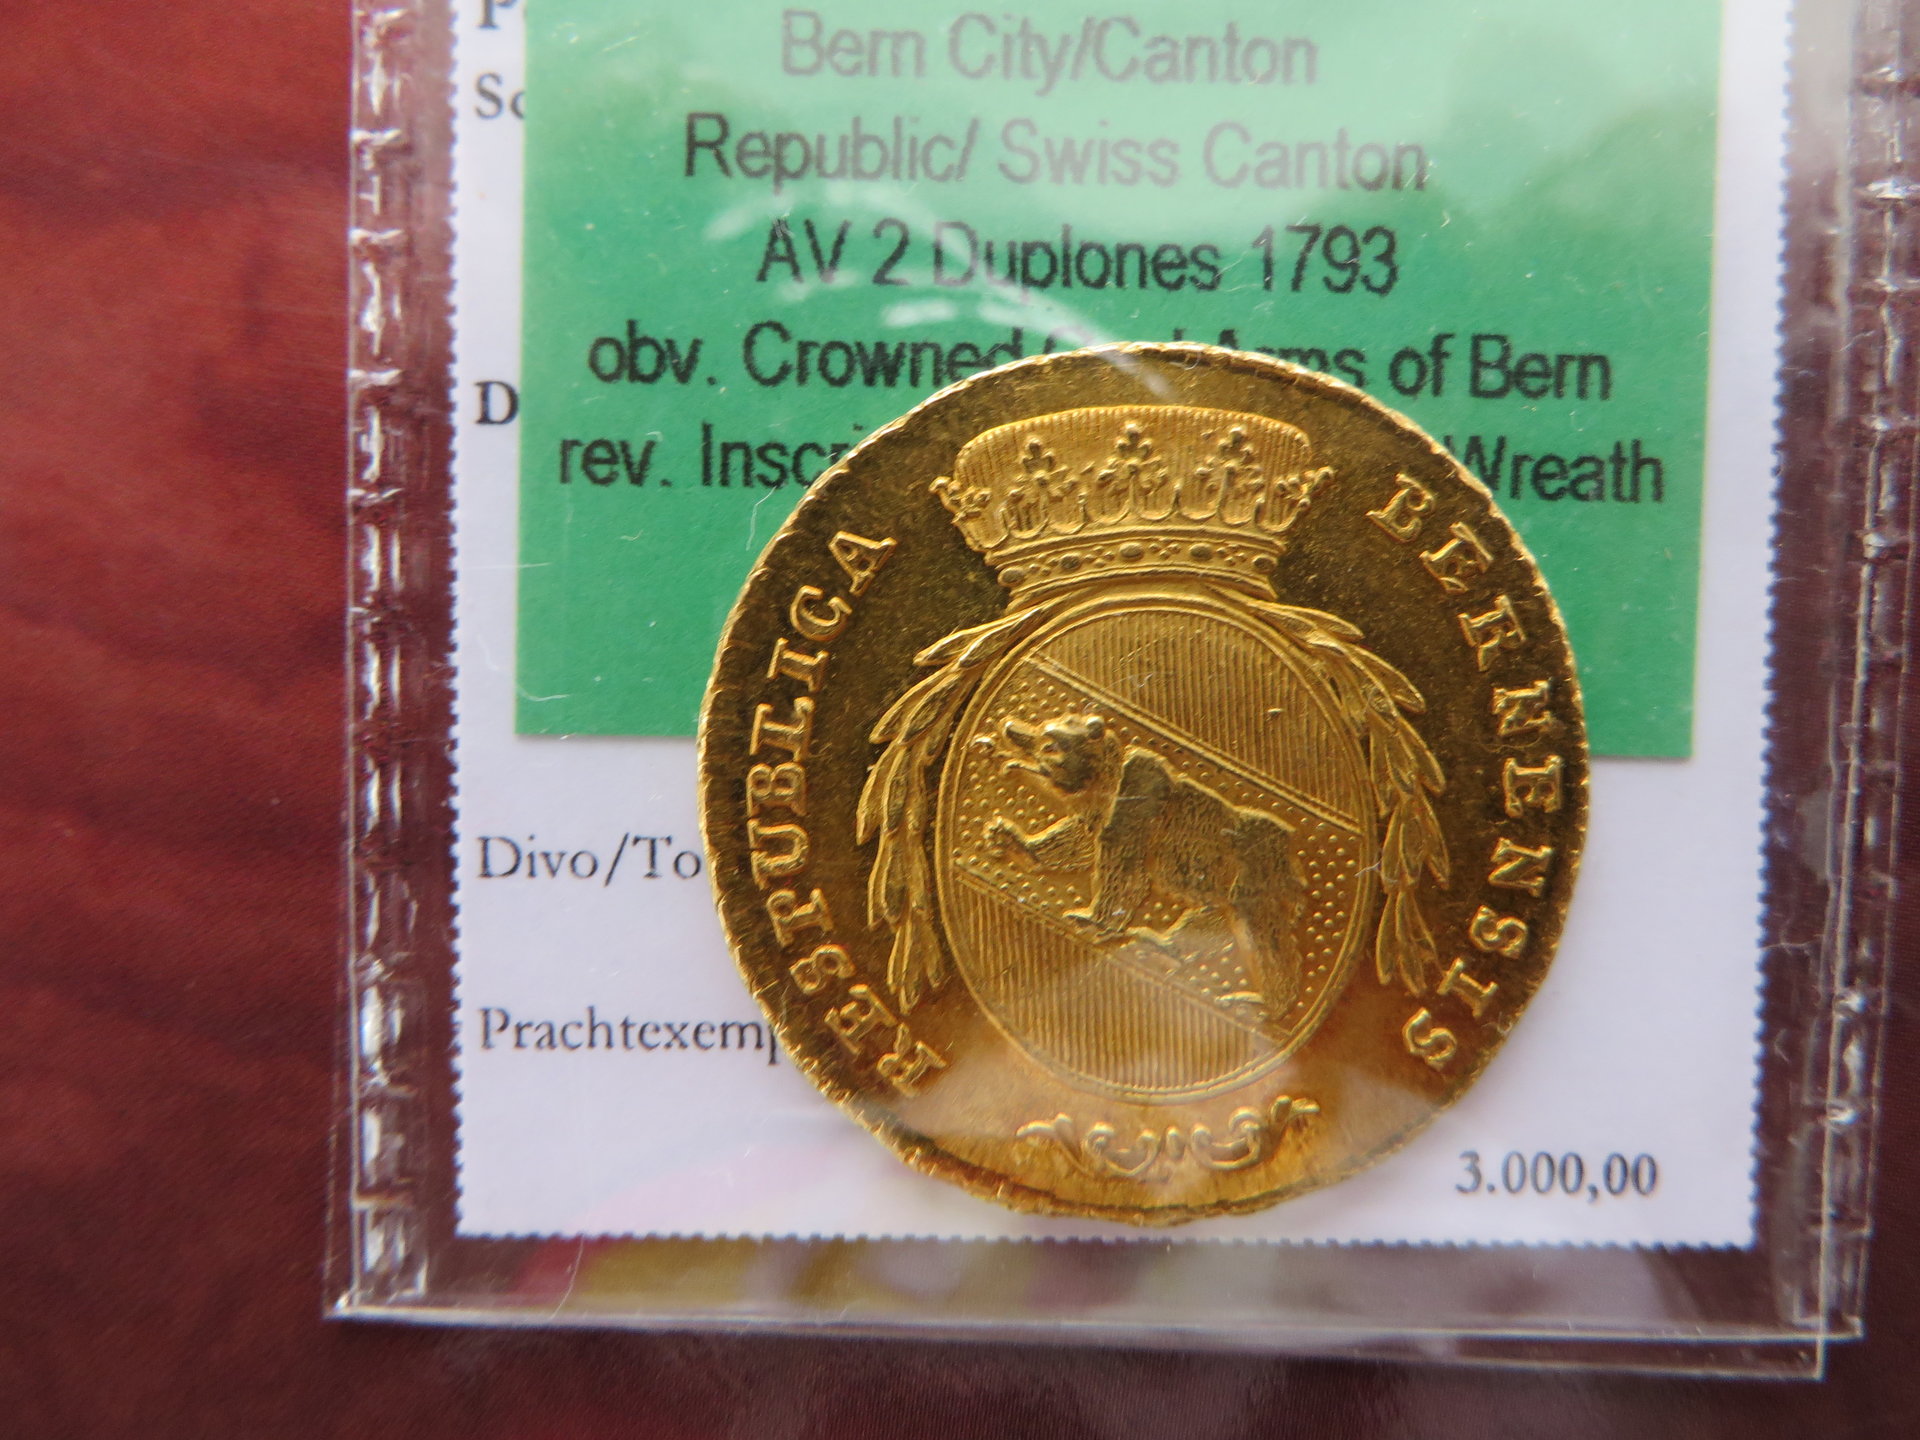 Bern City/Canton
Republic/ Swiss Canton
AV 2 Duplones 1793
obv. Crowned Arms of Bern
rev. Wreath
D
Divo/To
Prachtexemp
3.000,00
RESPUBLICA BERNENSIS